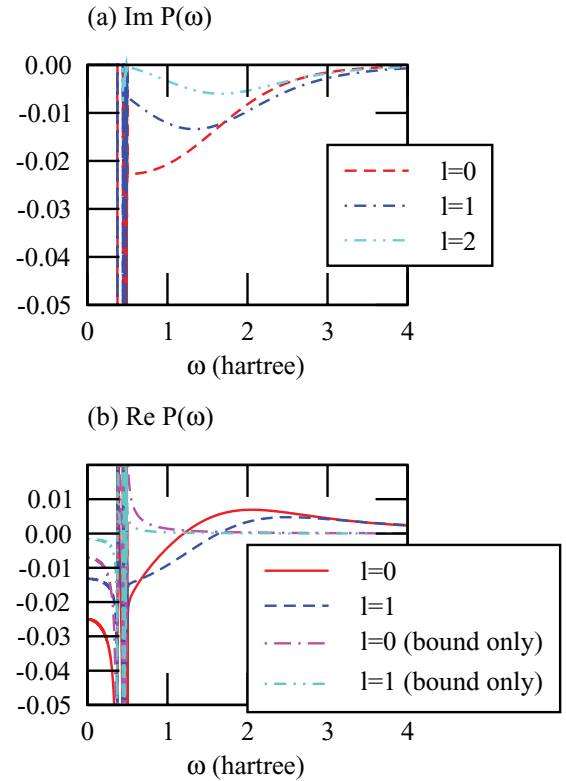 (a) Im P(ω)
0.00
-0.01
-0.02
-0.03
-0.04
-0.05
l=0
l=1
l=2
0 1 2 3 4
ω (hartree)
(b) Re P(ω)
0.01
0.00
-0.01
-0.02
-0.03
-0.04
-0.05
l=0
l=1
l=0 (bound only)
l=1 (bound only)
0 1 2 3 4
ω (hartree)